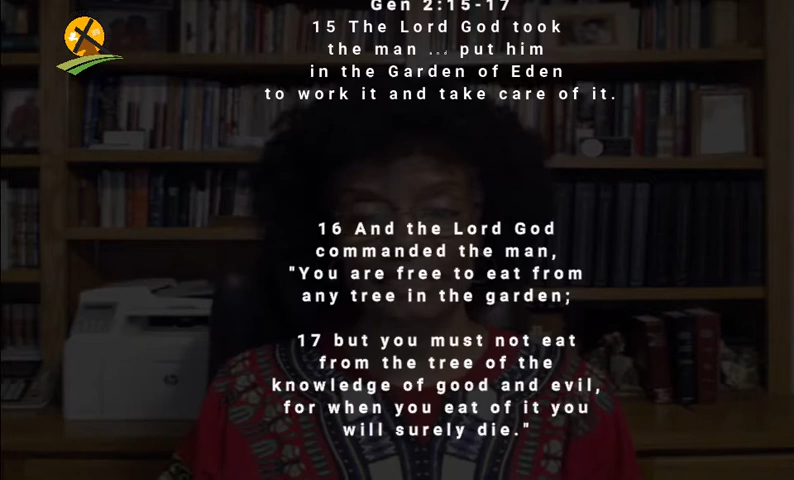 Gen 2:15-17
15 The Lord God took
the man ... put him
in the Garden of Eden
to work it and take care of it.
16 And the Lord God
commanded the man,
"You are free to eat from
any tree in the garden;
17 but you must not eat
from the tree of the
knowledge of good and evil,
for when you eat of it you
will surely die."
hp